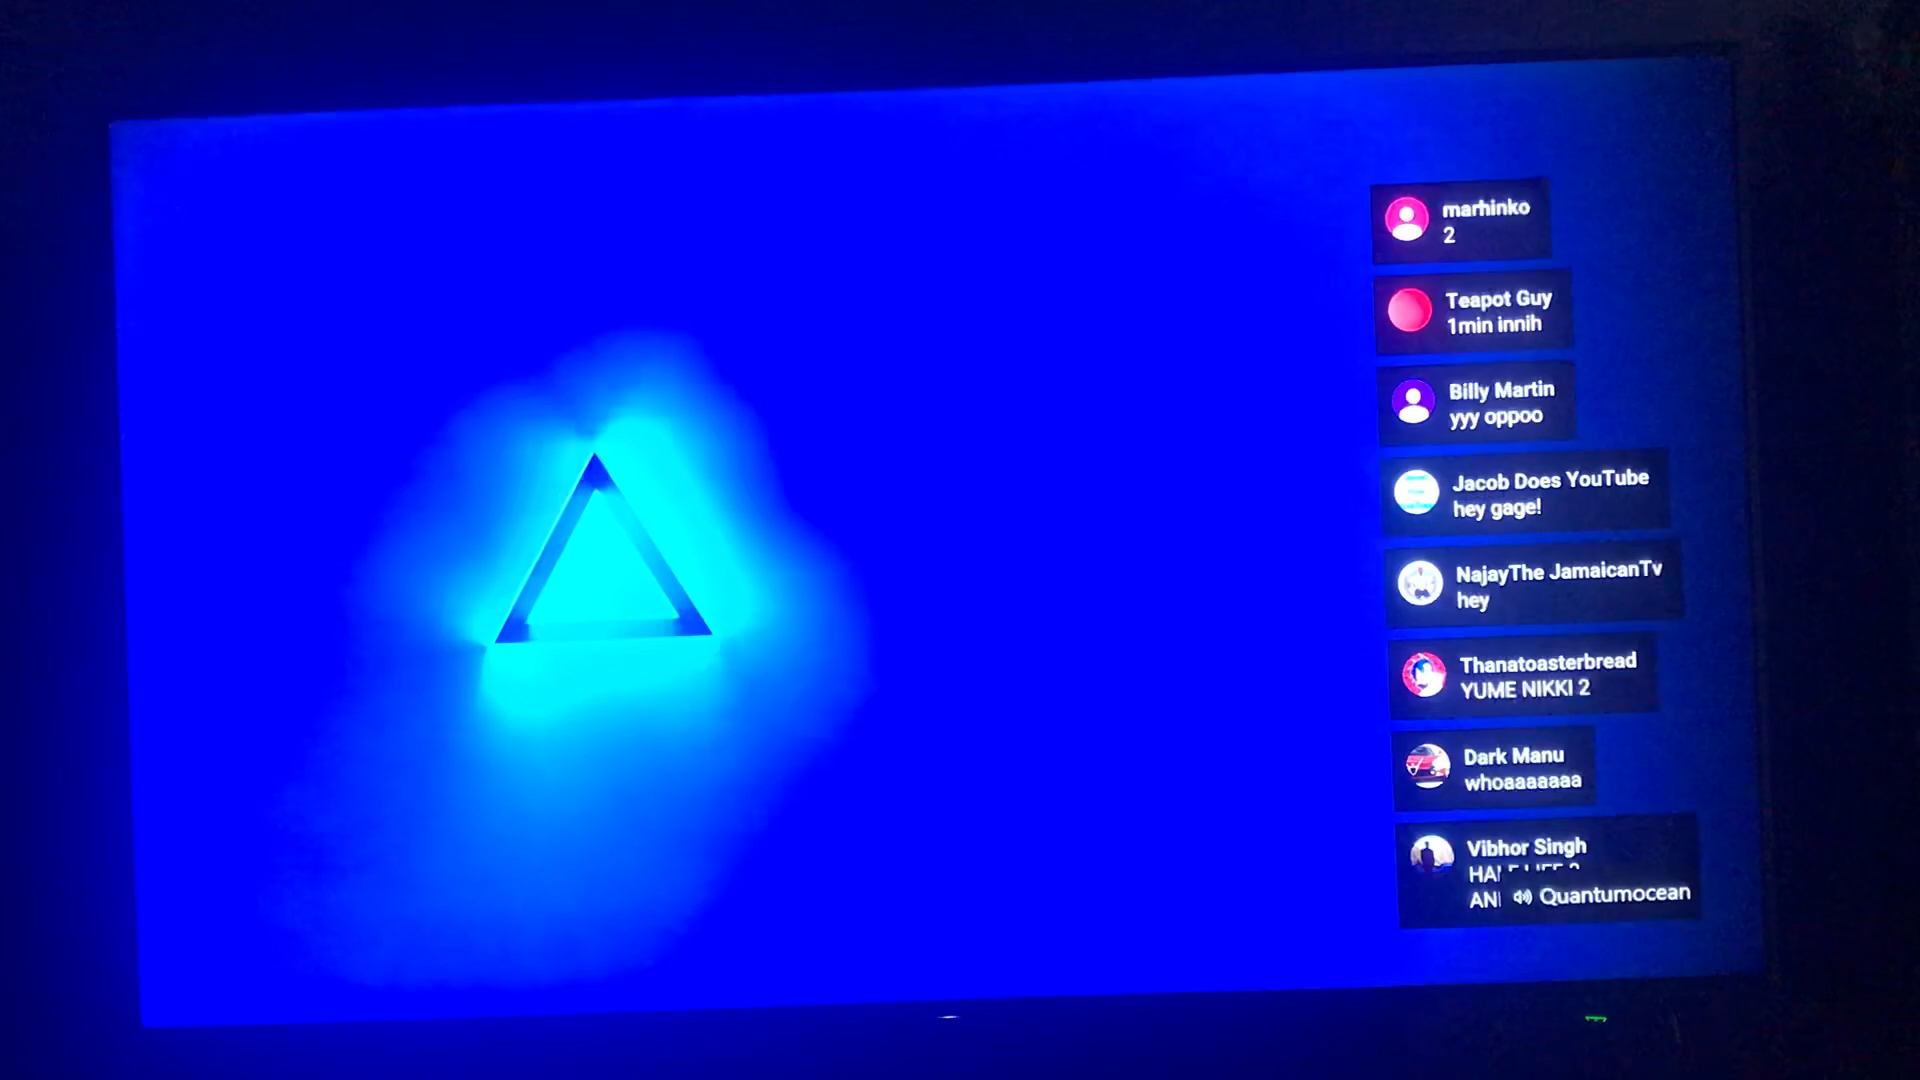 marhinko
2
Teapot Guy
1min innih
Billy Martin
yyy oppoo
Jacob Does YouTube
hey gage!
NajayThe JamaicanTv
hey
Thanatoasterbread
YUME NIKKI 2
Dark Manu
whoaaaaaaa
Vibhor Singh
Quantumocean